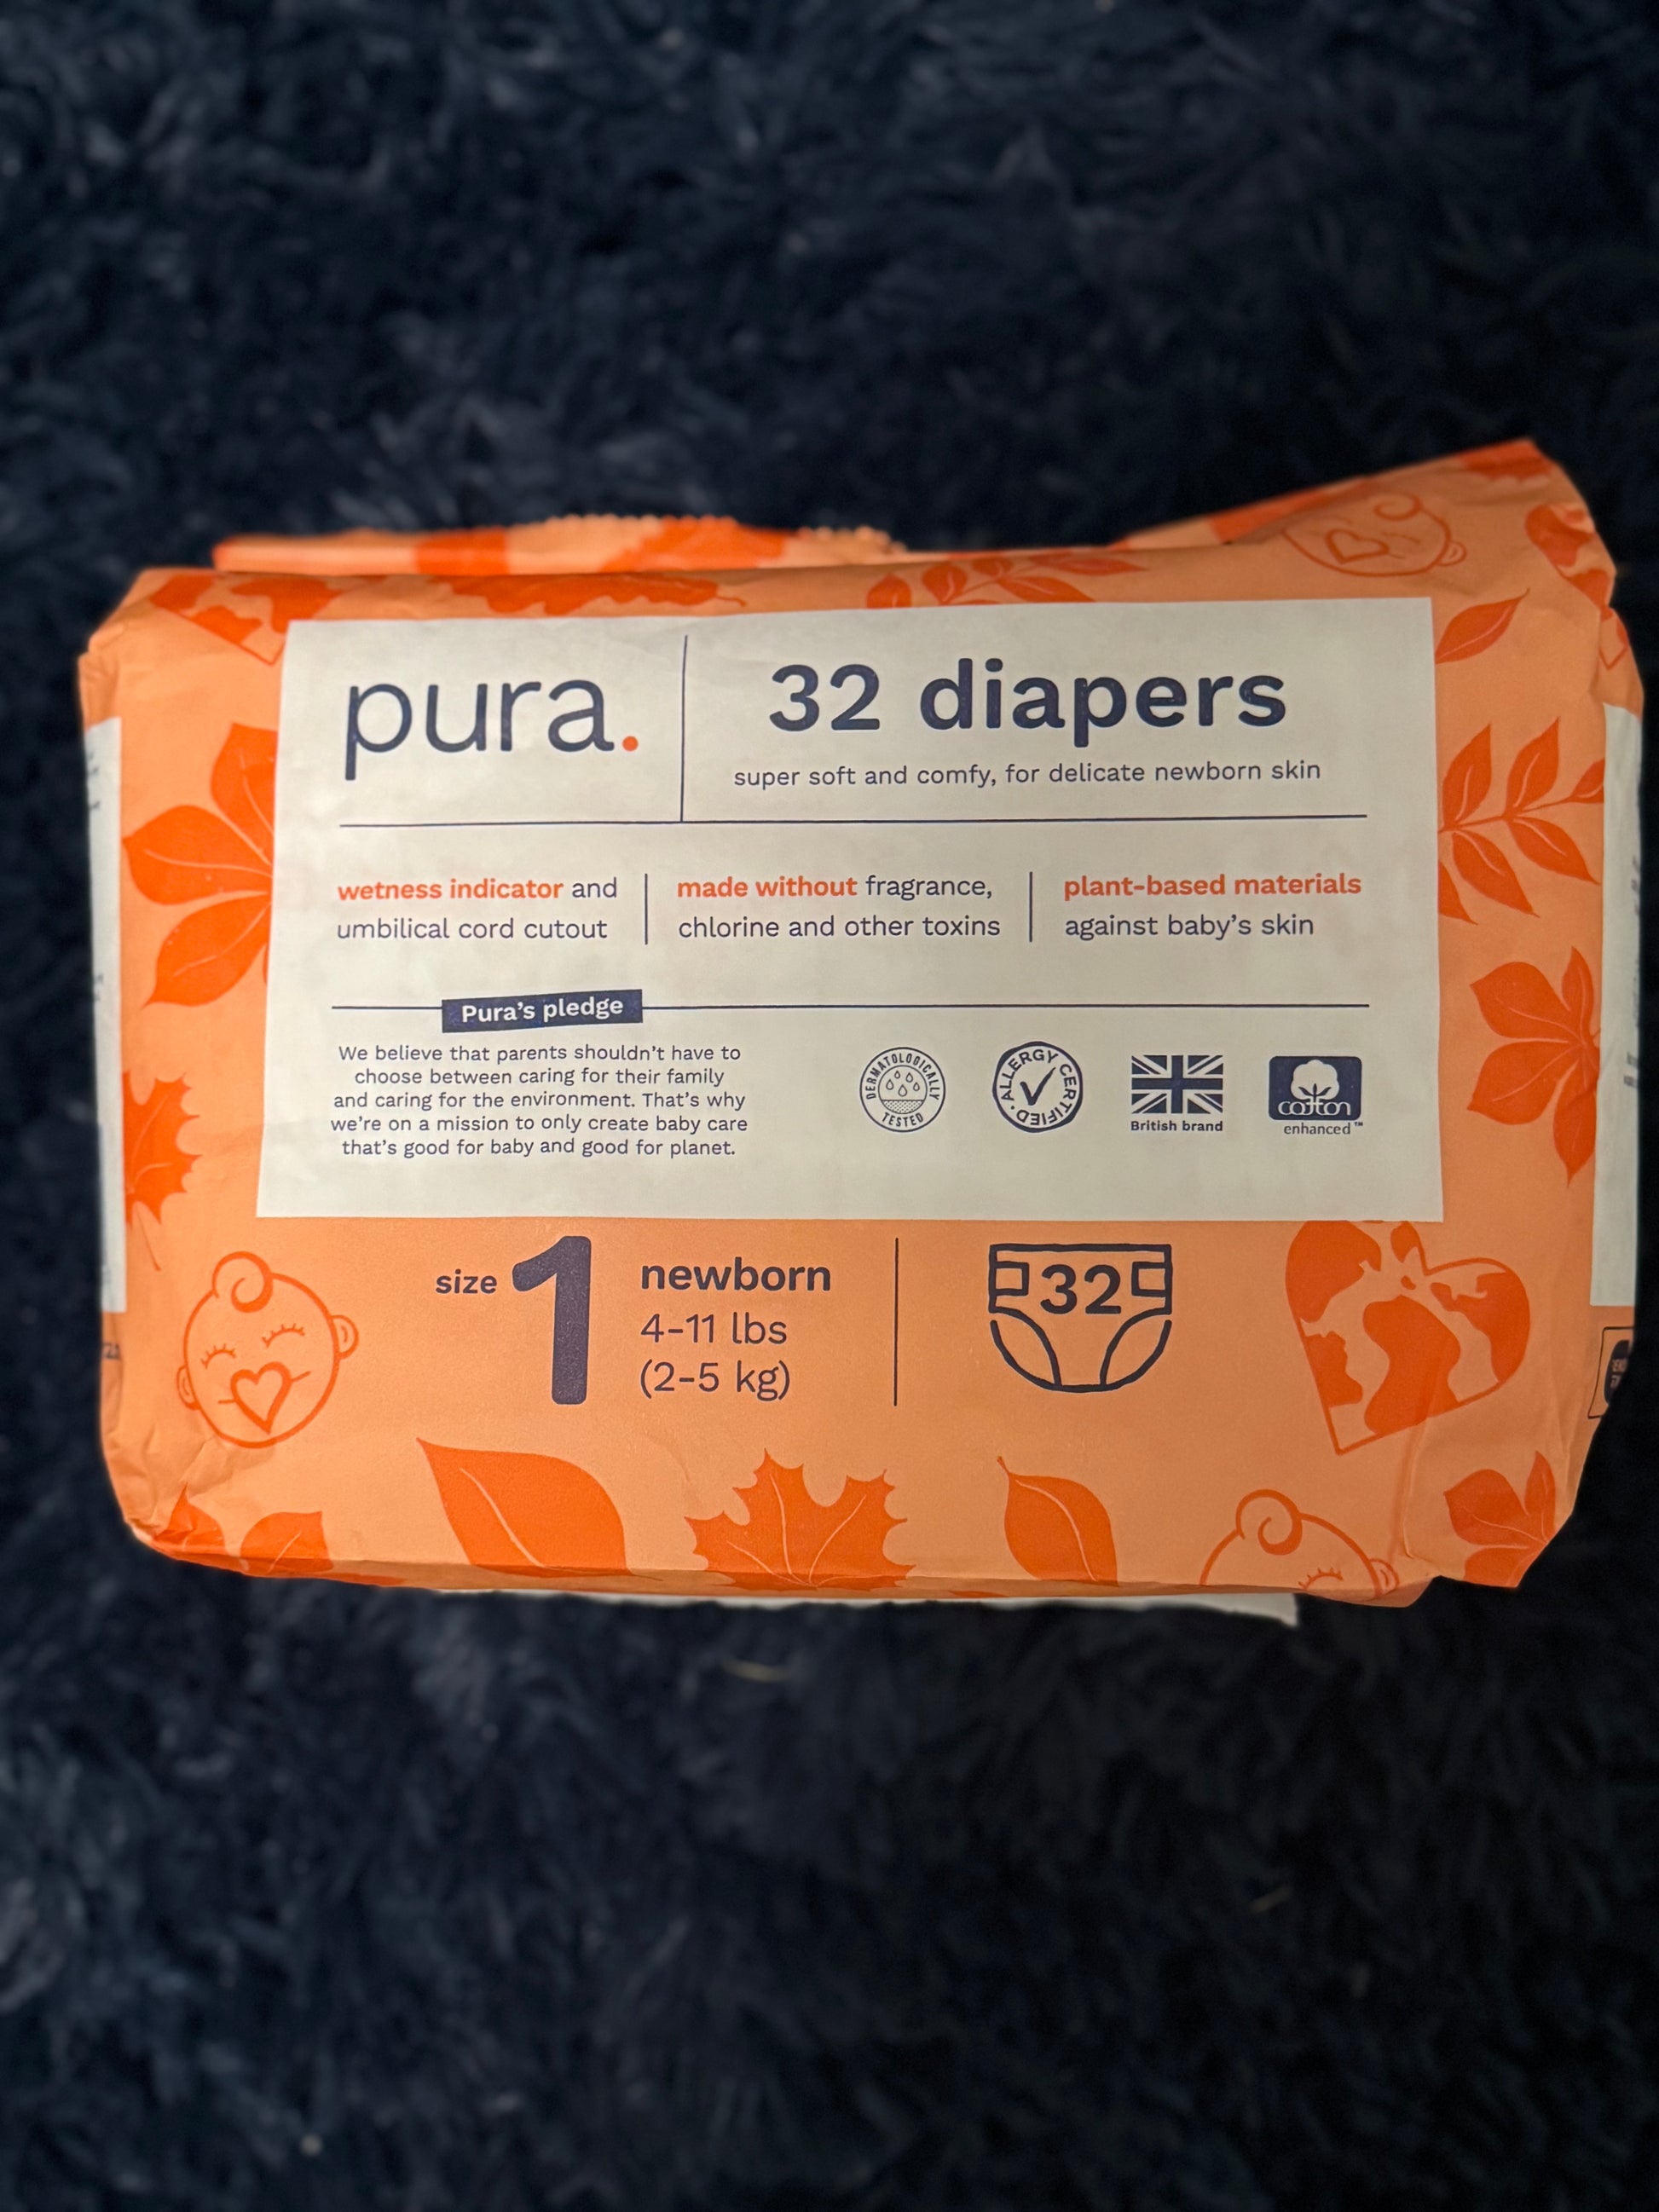 pura.
32 diapers
super soft and comfy, for delicate newborn skin
wetness indicator and
umbilical cord cutout
made without fragrance,
chlorine and other toxins
plant-based materials
against baby's skin
Pura's pledge
We believe that parents shouldn't have to
choose between caring for their family
and caring for the environment. That's why
we're on a mission to only create baby care
that's good for baby and good for planet.
DERMATOLOGICALLY TESTED
ALLERGY CERTIFIED
British brand
cotton
enhanced™
size 1
newborn
4-11 lbs
(2-5 kg)
32